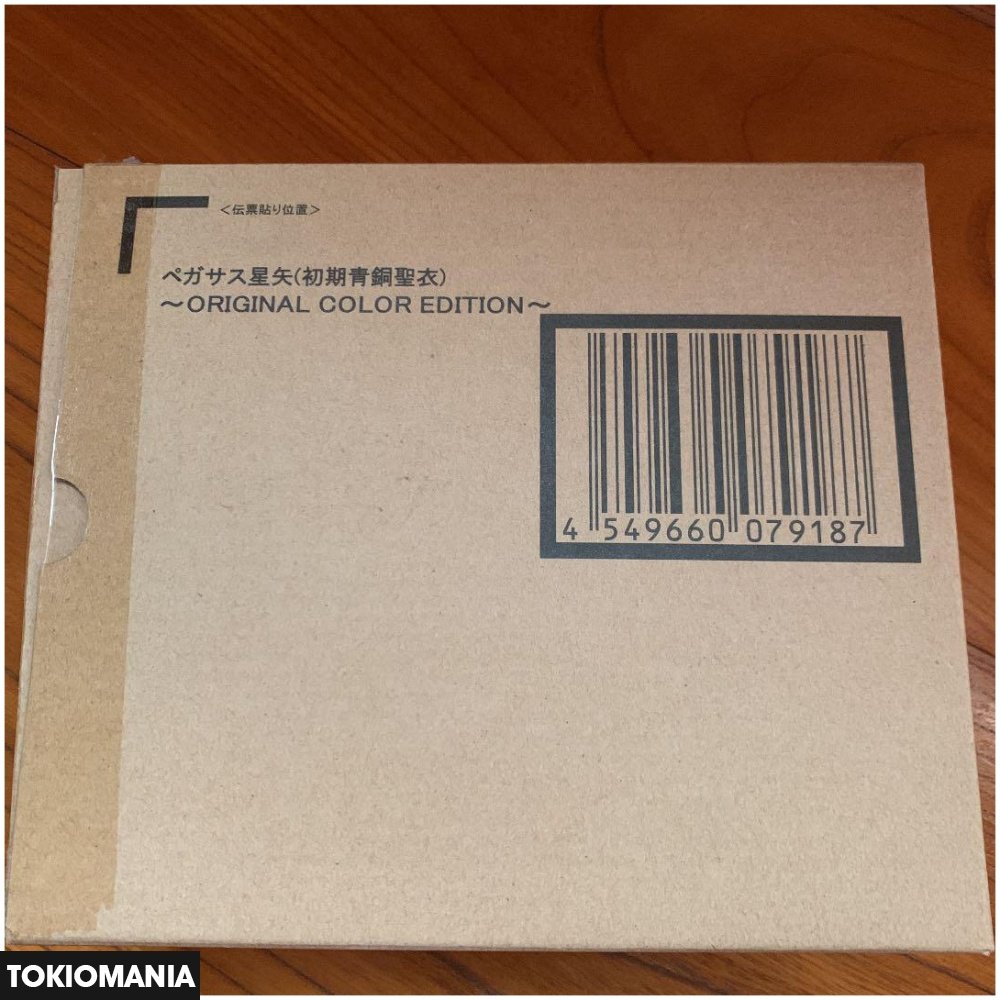 ＜伝票貼り位置＞
ペガサス星矢(初期青銅聖衣)
～ORIGINAL COLOR EDITION～
4 549660 079187
TOKIOMANIA